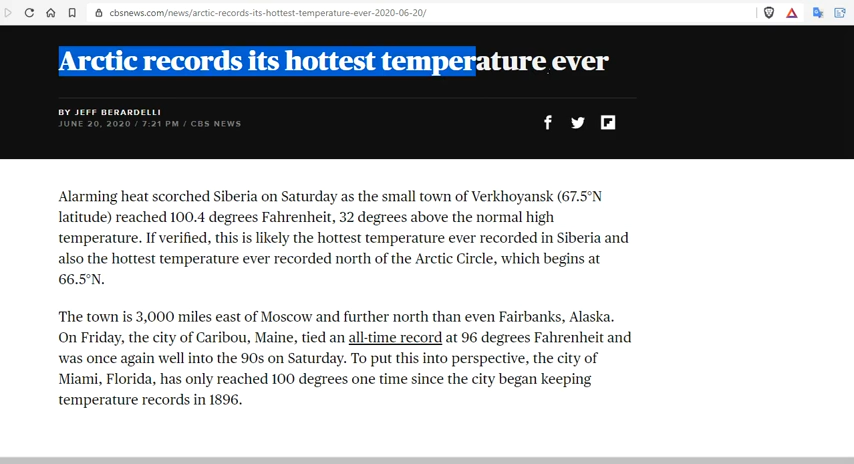 cbsnews.com/news/arctic-records-its-hottest-temperature-ever-2020-06-20/
Arctic records its hottest temperature ever
BY JEFF BERARDELLI
JUNE 20, 2020 / 7:21 PM / CBS NEWS
Alarming heat scorched Siberia on Saturday as the small town of Verkhoyansk (67.5°N
latitude) reached 100.4 degrees Fahrenheit, 32 degrees above the normal high
temperature. If verified, this is likely the hottest temperature ever recorded in Siberia and
also the hottest temperature ever recorded north of the Arctic Circle, which begins at
66.5°N.
The town is 3,000 miles east of Moscow and further north than even Fairbanks, Alaska.
On Friday, the city of Caribou, Maine, tied an all-time record at 96 degrees Fahrenheit and
was once again well into the 90s on Saturday. To put this into perspective, the city of
Miami, Florida, has only reached 100 degrees one time since the city began keeping
temperature records in 1896.